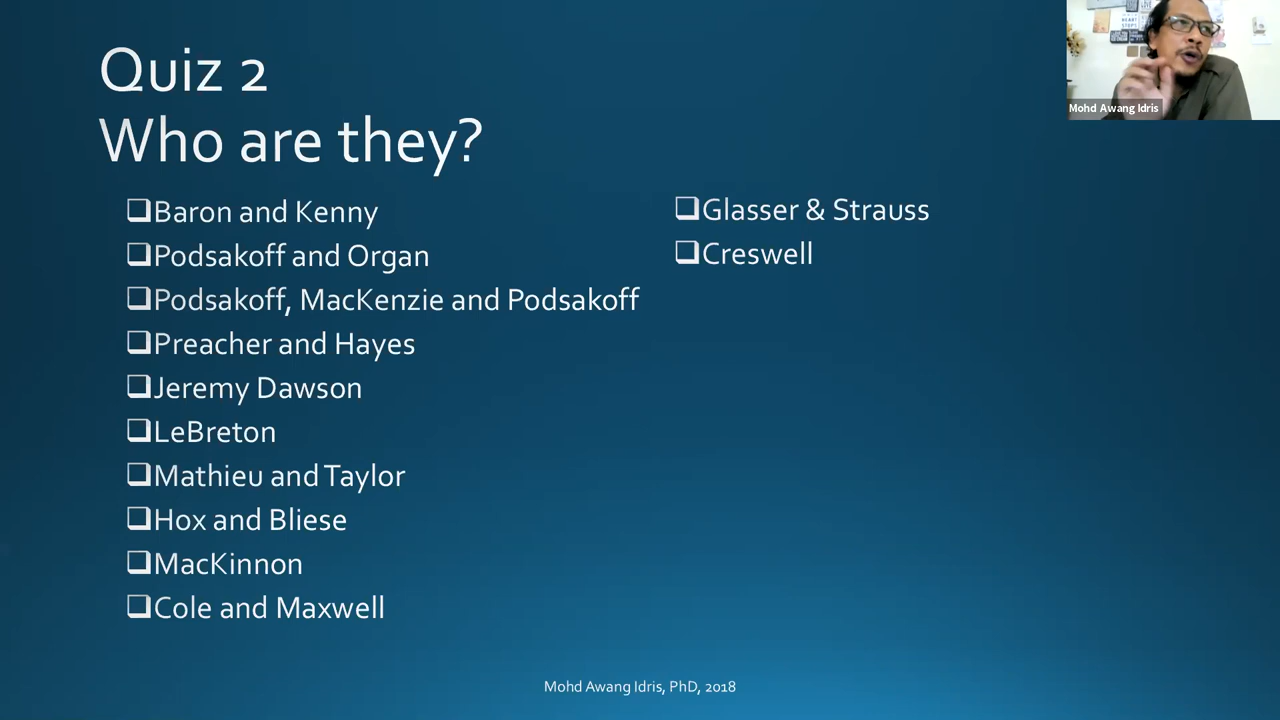 Quiz 2
Who are they?
Baron and Kenny
Podsakoff and Organ
Podsakoff, MacKenzie and Podsakoff
Preacher and Hayes
Jeremy Dawson
LeBreton
Mathieu and Taylor
Hox and Bliese
MacKinnon
Cole and Maxwell
Glasser & Strauss
Creswell
Mohd Awang Idris
Mohd Awang Idris, PhD, 2018